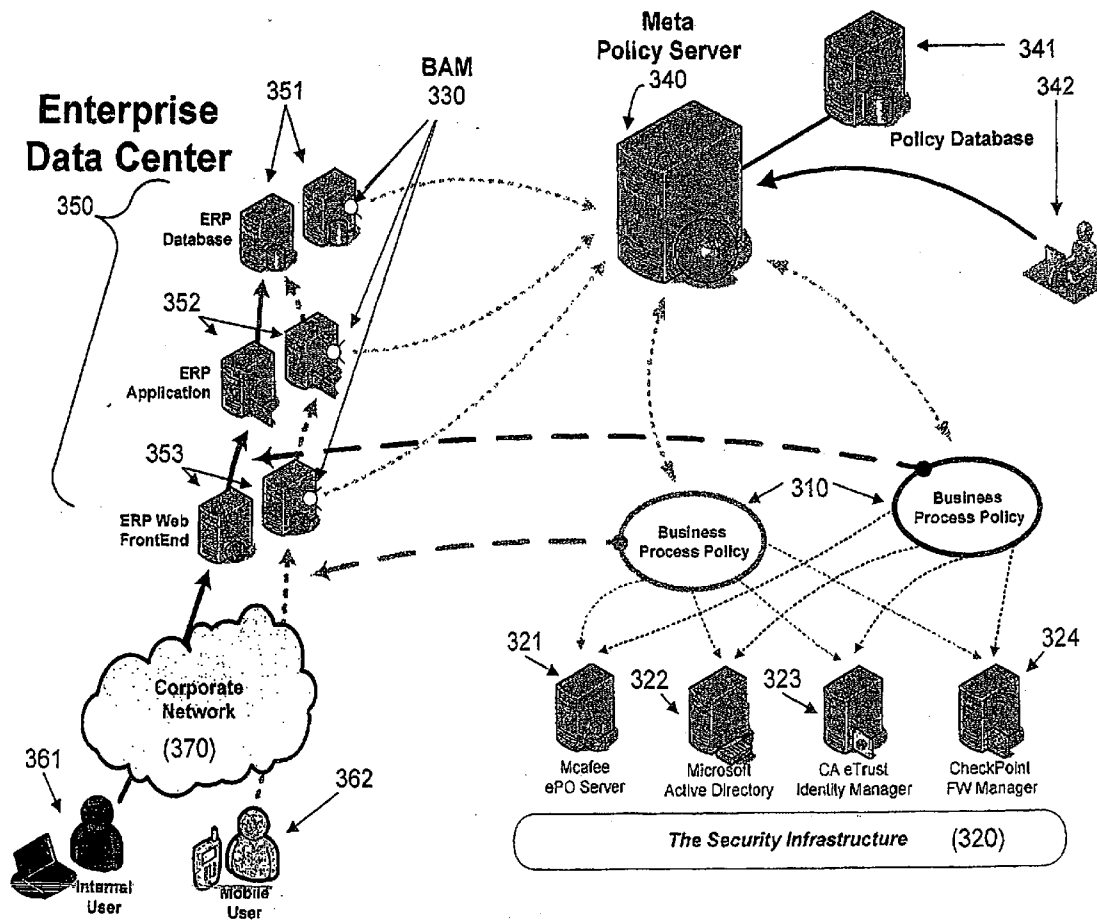 Meta
Policy Server
340
341
342
Policy Database
BAM
330
351
Enterprise
Data Center
350
ERP
Database
352
ERP
Application
353
ERP Web
FrontEnd
310
Business
Process Policy
Business
Process Policy
Corporate
Network
(370)
361
362
Internal
User
Mobile
User
321
322
323
324
Mcafee
ePO Server
Microsoft
Active Directory
CA eTrust
Identity Manager
CheckPoint
FW Manager
The Security Infrastructure (320)